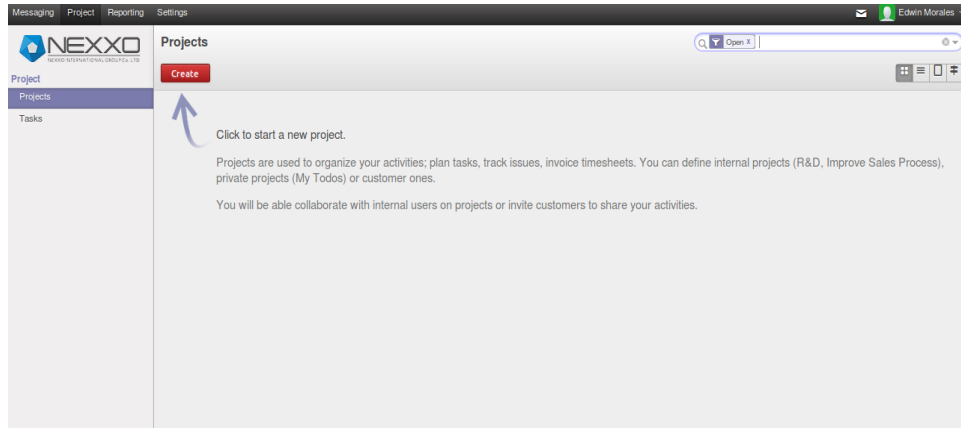 Messaging Project Reporting Settings
Edwin Morales
NEXXO
NEXXO INTERNATIONAL GROUP Co. LTD
Projects
Open x
Project
Create
Projects
Tasks
Click to start a new project.
Projects are used to organize your activities; plan tasks, track issues, invoice timesheets. You can define internal projects (R&D, Improve Sales Process),
private projects (My Todos) or customer ones.
You will be able collaborate with internal users on projects or invite customers to share your activities.